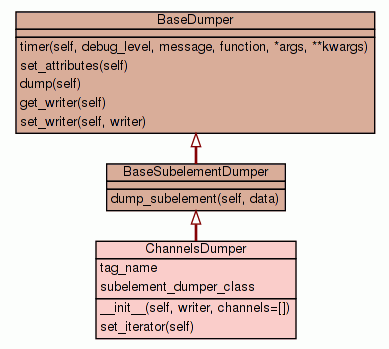 BaseDumper
timer(self, debug_level, message, function, *args, **kwargs)
set_attributes(self)
dump(self)
get_writer(self)
set_writer(self, writer)
BaseSubelementDumper
dump_subelement(self, data)
ChannelsDumper
tag_name
subelement_dumper_class
__init__(self, writer, channels=[])
set_iterator(self)